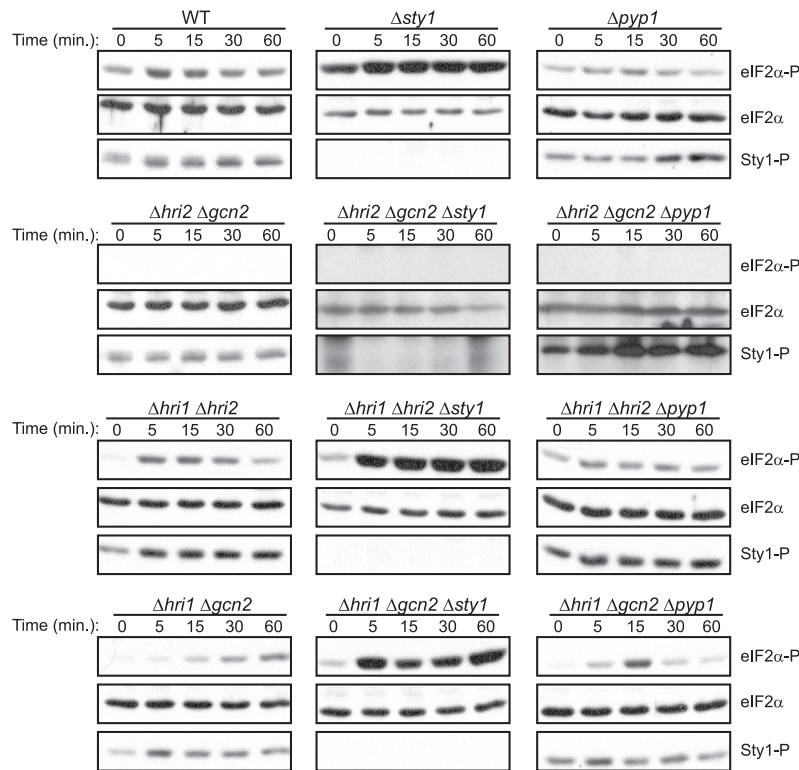 WT Δsty1 Δpyp1
Time (min.): 0 5 15 30 60 0 5 15 30 60 0 5 15 30 60
eIF2α-P
eIF2α
Sty1-P
Δhri2 Δgcn2 Δhri2 Δgcn2 Δsty1 Δhri2 Δgcn2 Δpyp1
Time (min.): 0 5 15 30 60 0 5 15 30 60 0 5 15 30 60
eIF2α-P
eIF2α
Sty1-P
Δhri1 Δhri2 Δhri1 Δhri2 Δsty1 Δhri1 Δhri2 Δpyp1
Time (min.): 0 5 15 30 60 0 5 15 30 60 0 5 15 30 60
eIF2α-P
eIF2α
Sty1-P
Δhri1 Δgcn2 Δhri1 Δgcn2 Δsty1 Δhri1 Δgcn2 Δpyp1
Time (min.): 0 5 15 30 60 0 5 15 30 60 0 5 15 30 60
eIF2α-P
eIF2α
Sty1-P